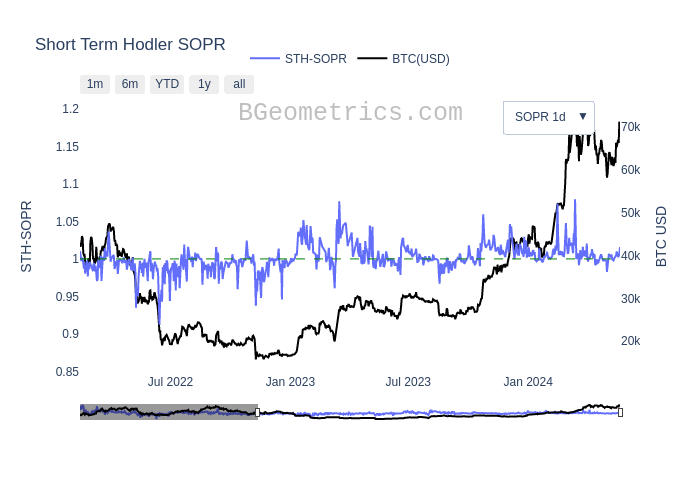 Short Term Hodler SOPR
STH-SOPR BTC(USD)
1m 6m YTD 1y all
BGeometrics.com
SOPR 1d ▼
1.2
1.15
1.1
1.05
1
0.95
0.9
0.85
STH-SOPR
70k
60k
50k
40k
30k
20k
BTC USD
Jul 2022 Jan 2023 Jul 2023 Jan 2024